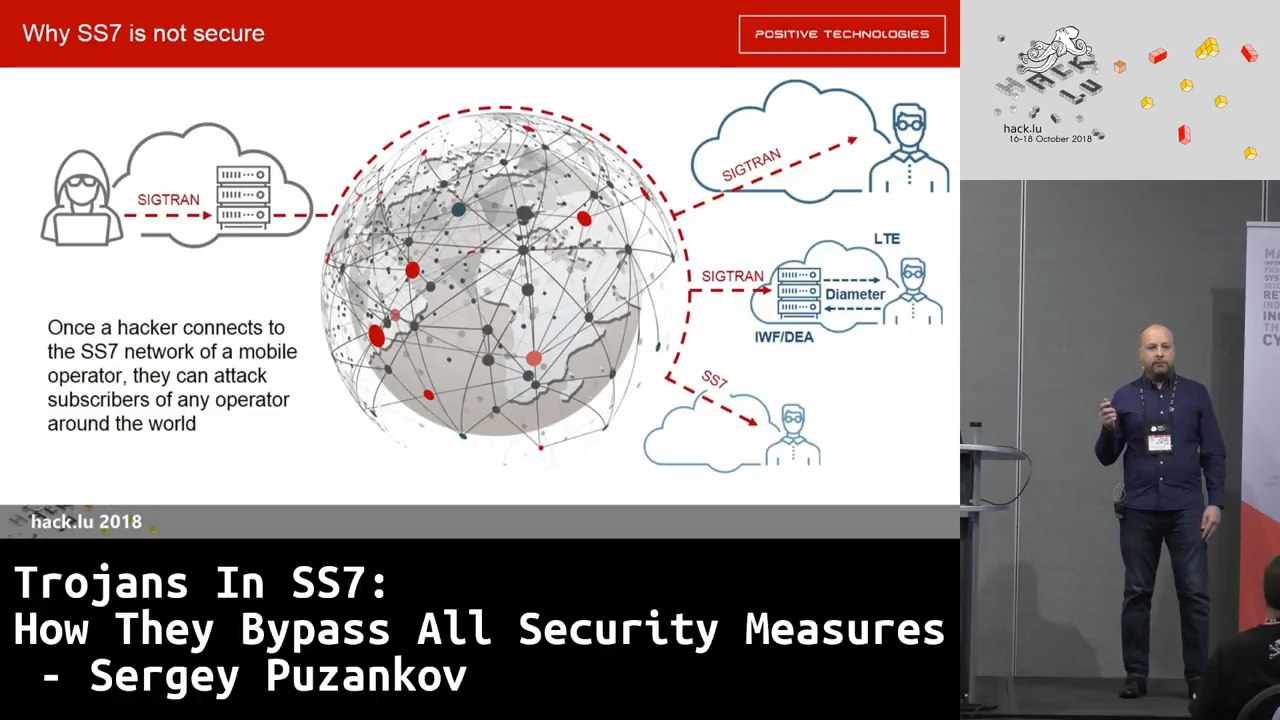 Why SS7 is not secure
POSITIVE TECHNOLOGIES
SIGTRAN
SIGTRAN
LTE
SIGTRAN
Diameter
IWF/DEA
SS7
Once a hacker connects to
the SS7 network of a mobile
operator, they can attack
subscribers of any operator
around the world
hack.lu 2018
Trojans In SS7:
How They Bypass All Security Measures
- Sergey Puzankov
HACK
LU
hack.lu
16-18 October 2018